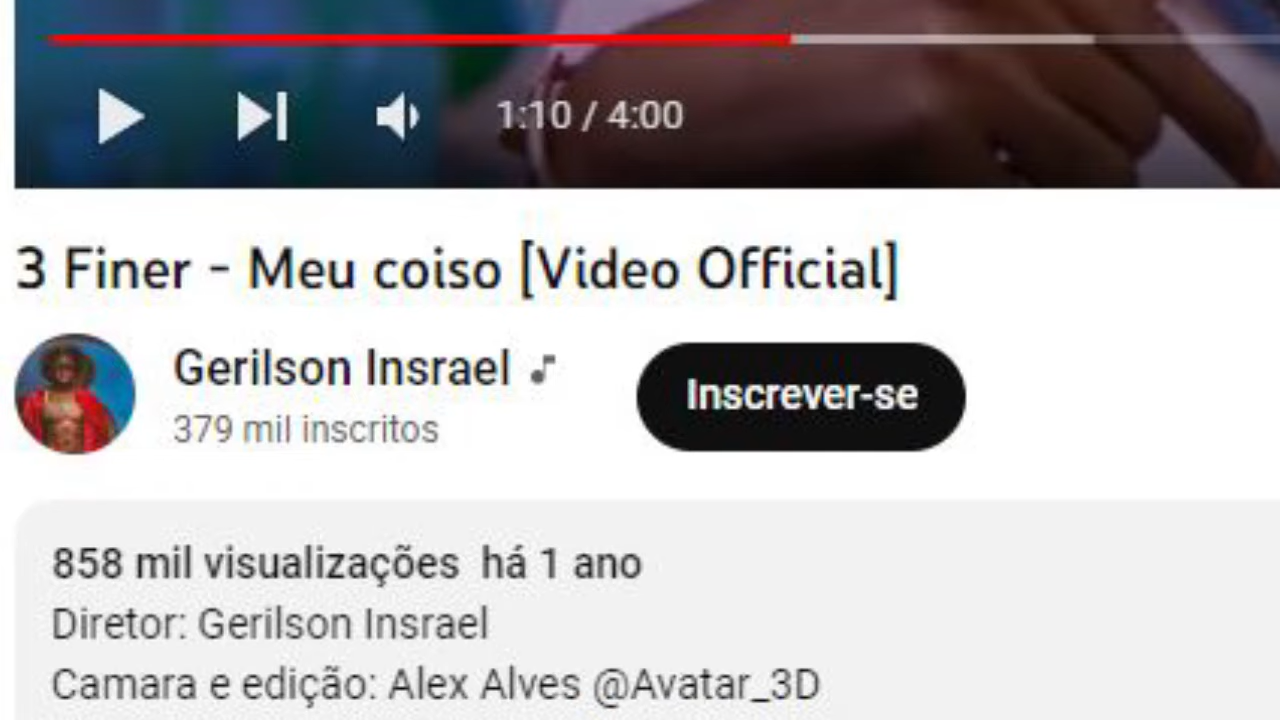 1:10 / 4:00
3 Finer - Meu coiso [Video Official]
Gerilson Insrael
379 mil inscritos
Inscrever-se
858 mil visualizações há 1 ano
Diretor: Gerilson Insrael
Camara e edição: Alex Alves @Avatar_3D